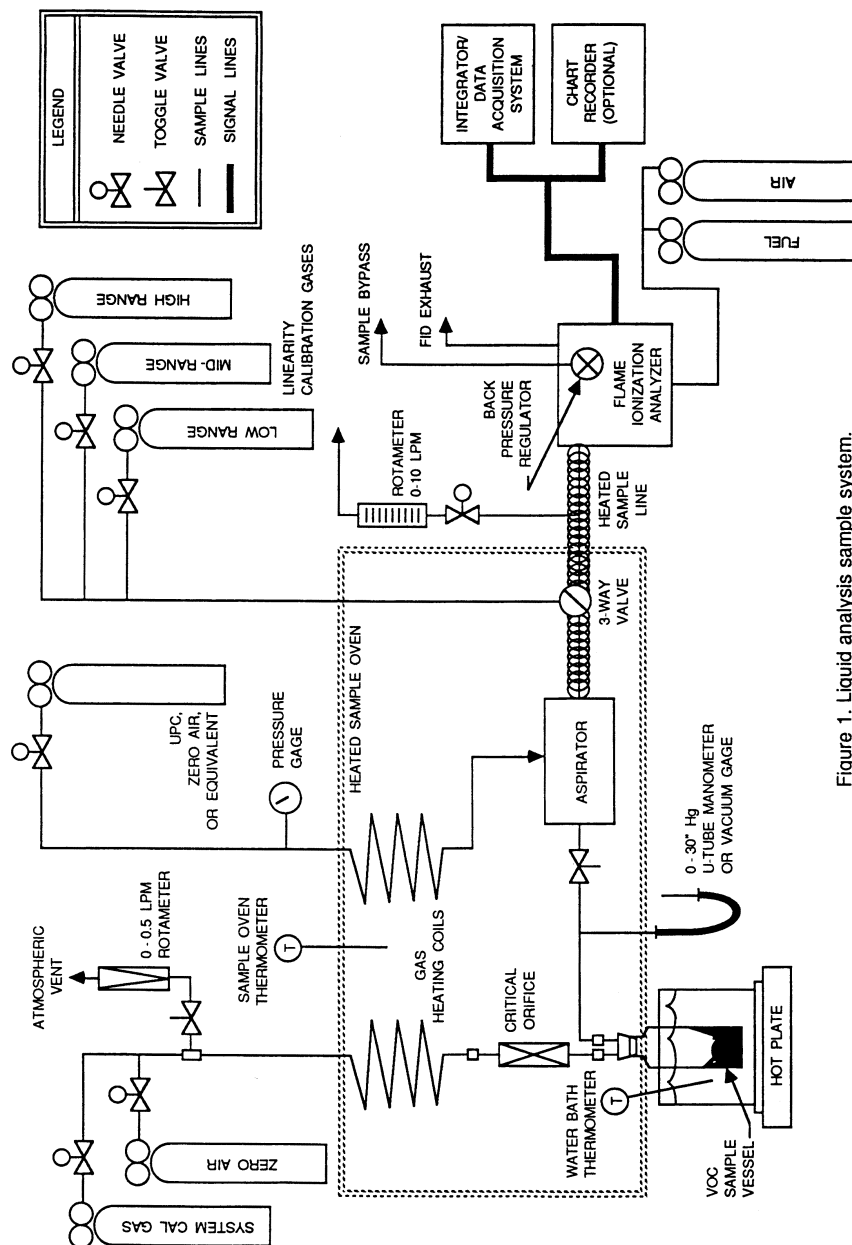 LEGEND
NEEDLE VALVE
TOGGLE VALVE
SAMPLE LINES
SIGNAL LINES
HIGH RANGE
MID-RANGE
LOW RANGE
LINEARITY
CALIBRATION GASES
UPC,
ZERO AIR,
OR EQUIVALENT
PRESSURE
GAGE
ATMOSPHERIC
VENT
0 - 0.5 LPM
ROTAMETER
SYSTEM CAL GAS
ZERO AIR
SAMPLE OVEN
THERMOMETER
T
HEATED SAMPLE OVEN
GAS
HEATING COILS
CRITICAL
ORIFICE
WATER BATH
THERMOMETER
T
VOC
SAMPLE
VESSEL
HOT PLATE
0 - 30" Hg
U-TUBE MANOMETER
OR VACUUM GAGE
ASPIRATOR
3-WAY
VALVE
HEATED
SAMPLE
LINE
ROTAMETER
0-10 LPM
BACK
PRESSURE
REGULATOR
SAMPLE BYPASS
FID EXHAUST
FLAME
IONIZATION
ANALYZER
INTEGRATOR/
DATA
ACQUISITION
SYSTEM
CHART
RECORDER
(OPTIONAL)
FUEL
AIR
Figure 1. Liquid analysis sample system.